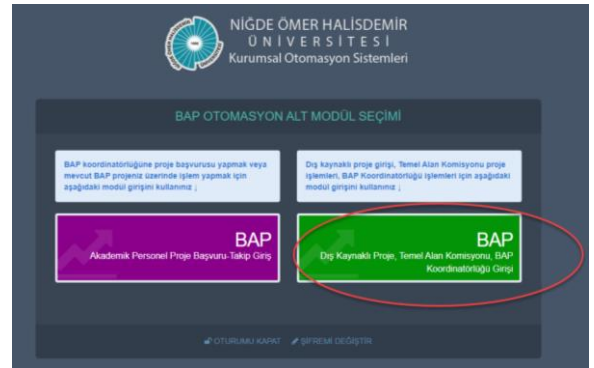 NİĞDE ÖMER HALİSDEMİR
ÜNİVERSİTESİ
Kurumsal Otomasyon Sistemleri
BAP OTOMASYON ALT MODÜL SEÇİMİ
BAP koordinatörlüğüne proje başvurusu yapmak veya
mevcut BAP projeniz üzerinde işlem yapmak için
aşağıdaki modül girişini kullanınız ↓
Dış kaynaklı proje girişi, Temel Alan Komisyonu proje
işlemleri, BAP Koordinatörlüğü işlemleri için aşağıdaki
modül girişini kullanınız ↓
BAP
Akademik Personel Proje Başvuru-Takip Giriş
BAP
Dış Kaynaklı Proje, Temel Alan Komisyonu, BAP
Koordinatörlüğü Girişi
OTURUMU KAPAT ŞİFREMİ DEĞİŞTİR